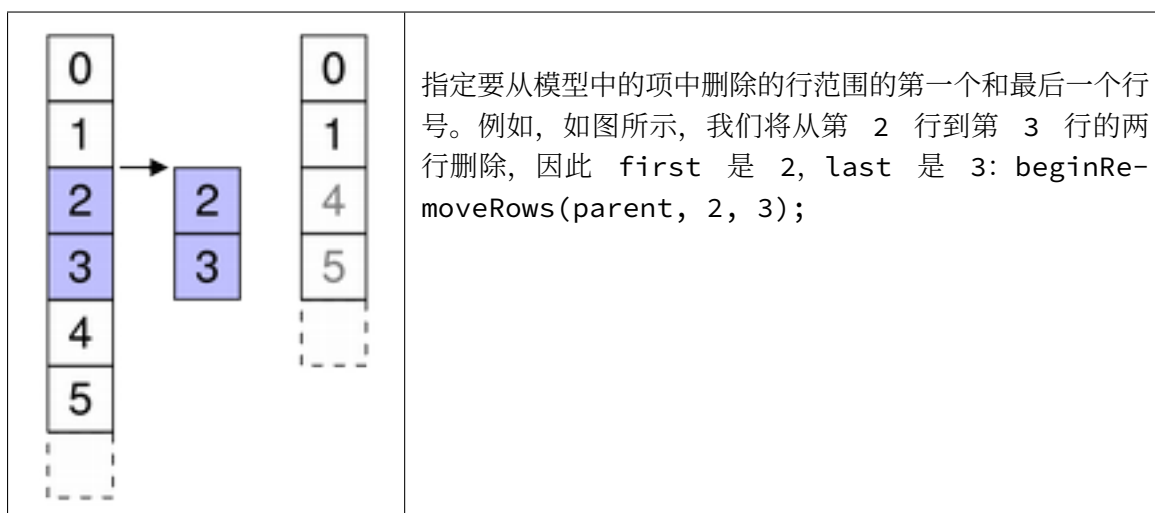 0 0
1 1
2 2 4
3 3 5
4
5
指定要从模型中的项中删除的行范围的第一个和最后一个行
号。例如, 如图所示, 我们将从第 2 行到第 3 行的两
行删除, 因此 first 是 2, last 是 3: beginRe-
moveRows(parent, 2, 3);